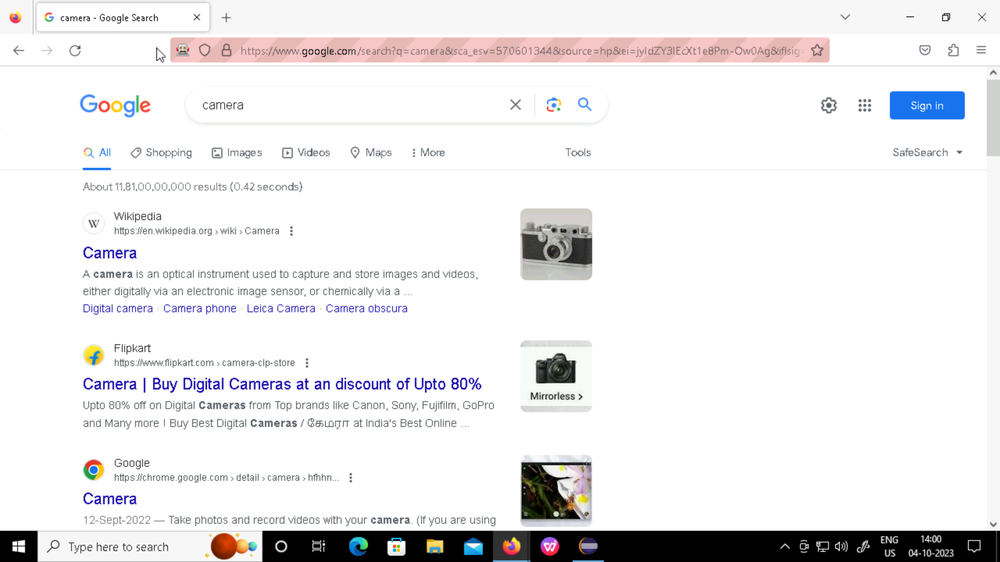 camera - Google Search
https://www.google.com/search?q=camera&sca_esv=570601344&source=hp&ei=jyIdZY3IEcXt1e8Pm-Ow0Ag&iflsig=
Google
camera
Sign in
All
Shopping
Images
Videos
Maps
More
Tools
SafeSearch
About 11,81,00,00,000 results (0.42 seconds)
W
Wikipedia
https://en.wikipedia.org › wiki › Camera
Camera
A camera is an optical instrument used to capture and store images and videos,
either digitally via an electronic image sensor, or chemically via a ...
Digital camera · Camera phone · Leica Camera · Camera obscura
Flipkart
https://www.flipkart.com › camera-clp-store
Camera | Buy Digital Cameras at an discount of Upto 80%
Upto 80% off on Digital Cameras from Top brands like Canon, Sony, Fujifilm, GoPro
and Many more ! Buy Best Digital Cameras / கேமரா at India's Best Online ...
Mirrorless >
Google
https://chrome.google.com › detail › camera › hfhhn...
Camera
12-Sept-2022 — Take photos and record videos with your camera. (If you are using
Type here to search
ENG
US
14:00
04-10-2023